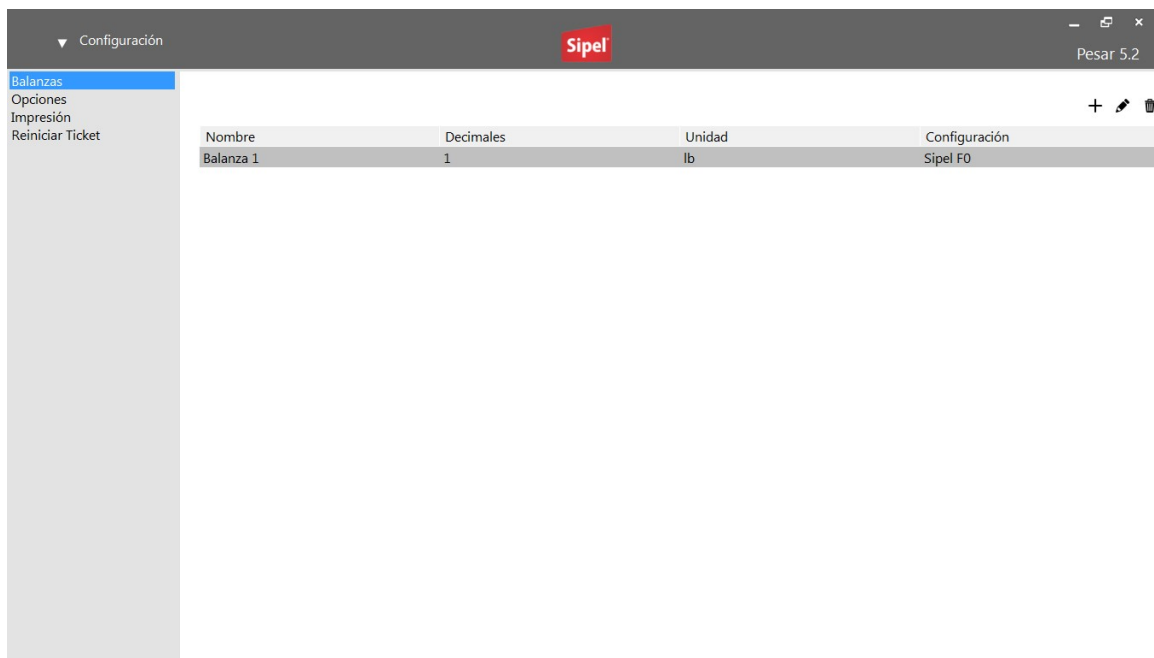 Configuración
Sipel
Pesar 5.2
Balanzas
Opciones
Impresión
Reiniciar Ticket
Nombre Decimales Unidad Configuración
Balanza 1 1 lb Sipel F0